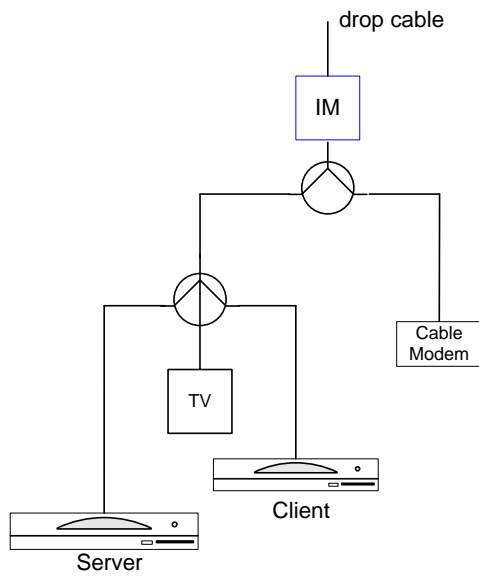 drop cable
IM
Cable
Modem
TV
Client
Server